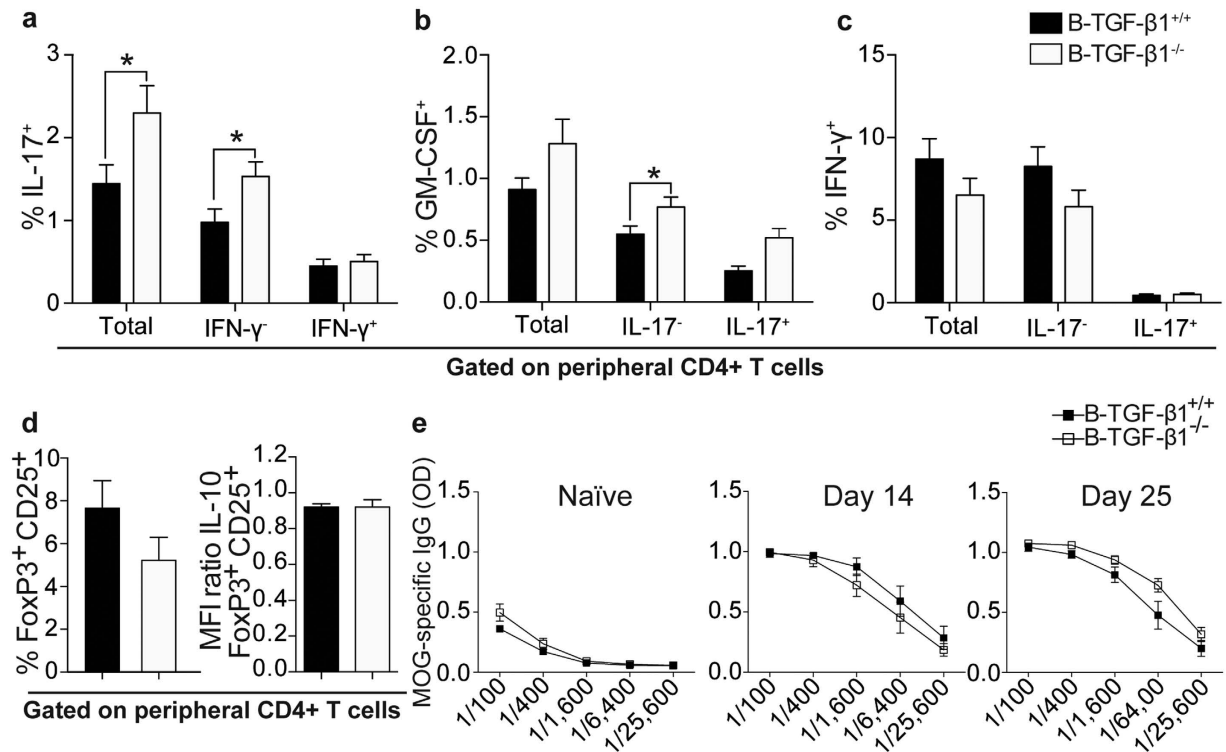 a
b
c
B-TGF-β1+/+
B-TGF-β1-/-
% IL-17+
3
2
1
0
*
*
Total
IFN-γ-
IFN-γ+
% GM-CSF+
2.0
1.5
1.0
0.5
0.0
*
Total
IL-17-
IL-17+
% IFN-γ+
15
10
5
0
Total
IL-17-
IL-17+
Gated on peripheral CD4+ T cells
d
e
B-TGF-β1+/+
B-TGF-β1-/-
% FoxP3+ CD25+
10
8
6
4
2
0
MFI ratio IL-10
FoxP3+ CD25+
1.2
1.0
0.8
0.6
0.4
0.2
0.0
Gated on peripheral CD4+ T cells
MOG-specific IgG (OD)
Naïve
1.5
1.0
0.5
0.0
1/100
1/400
1/1,600
1/6,400
1/25,600
Day 14
1.5
1.0
0.5
0.0
1/100
1/400
1/1,600
1/6,400
1/25,600
Day 25
1.5
1.0
0.5
0.0
1/100
1/400
1/1,600
1/64,00
1/25,600